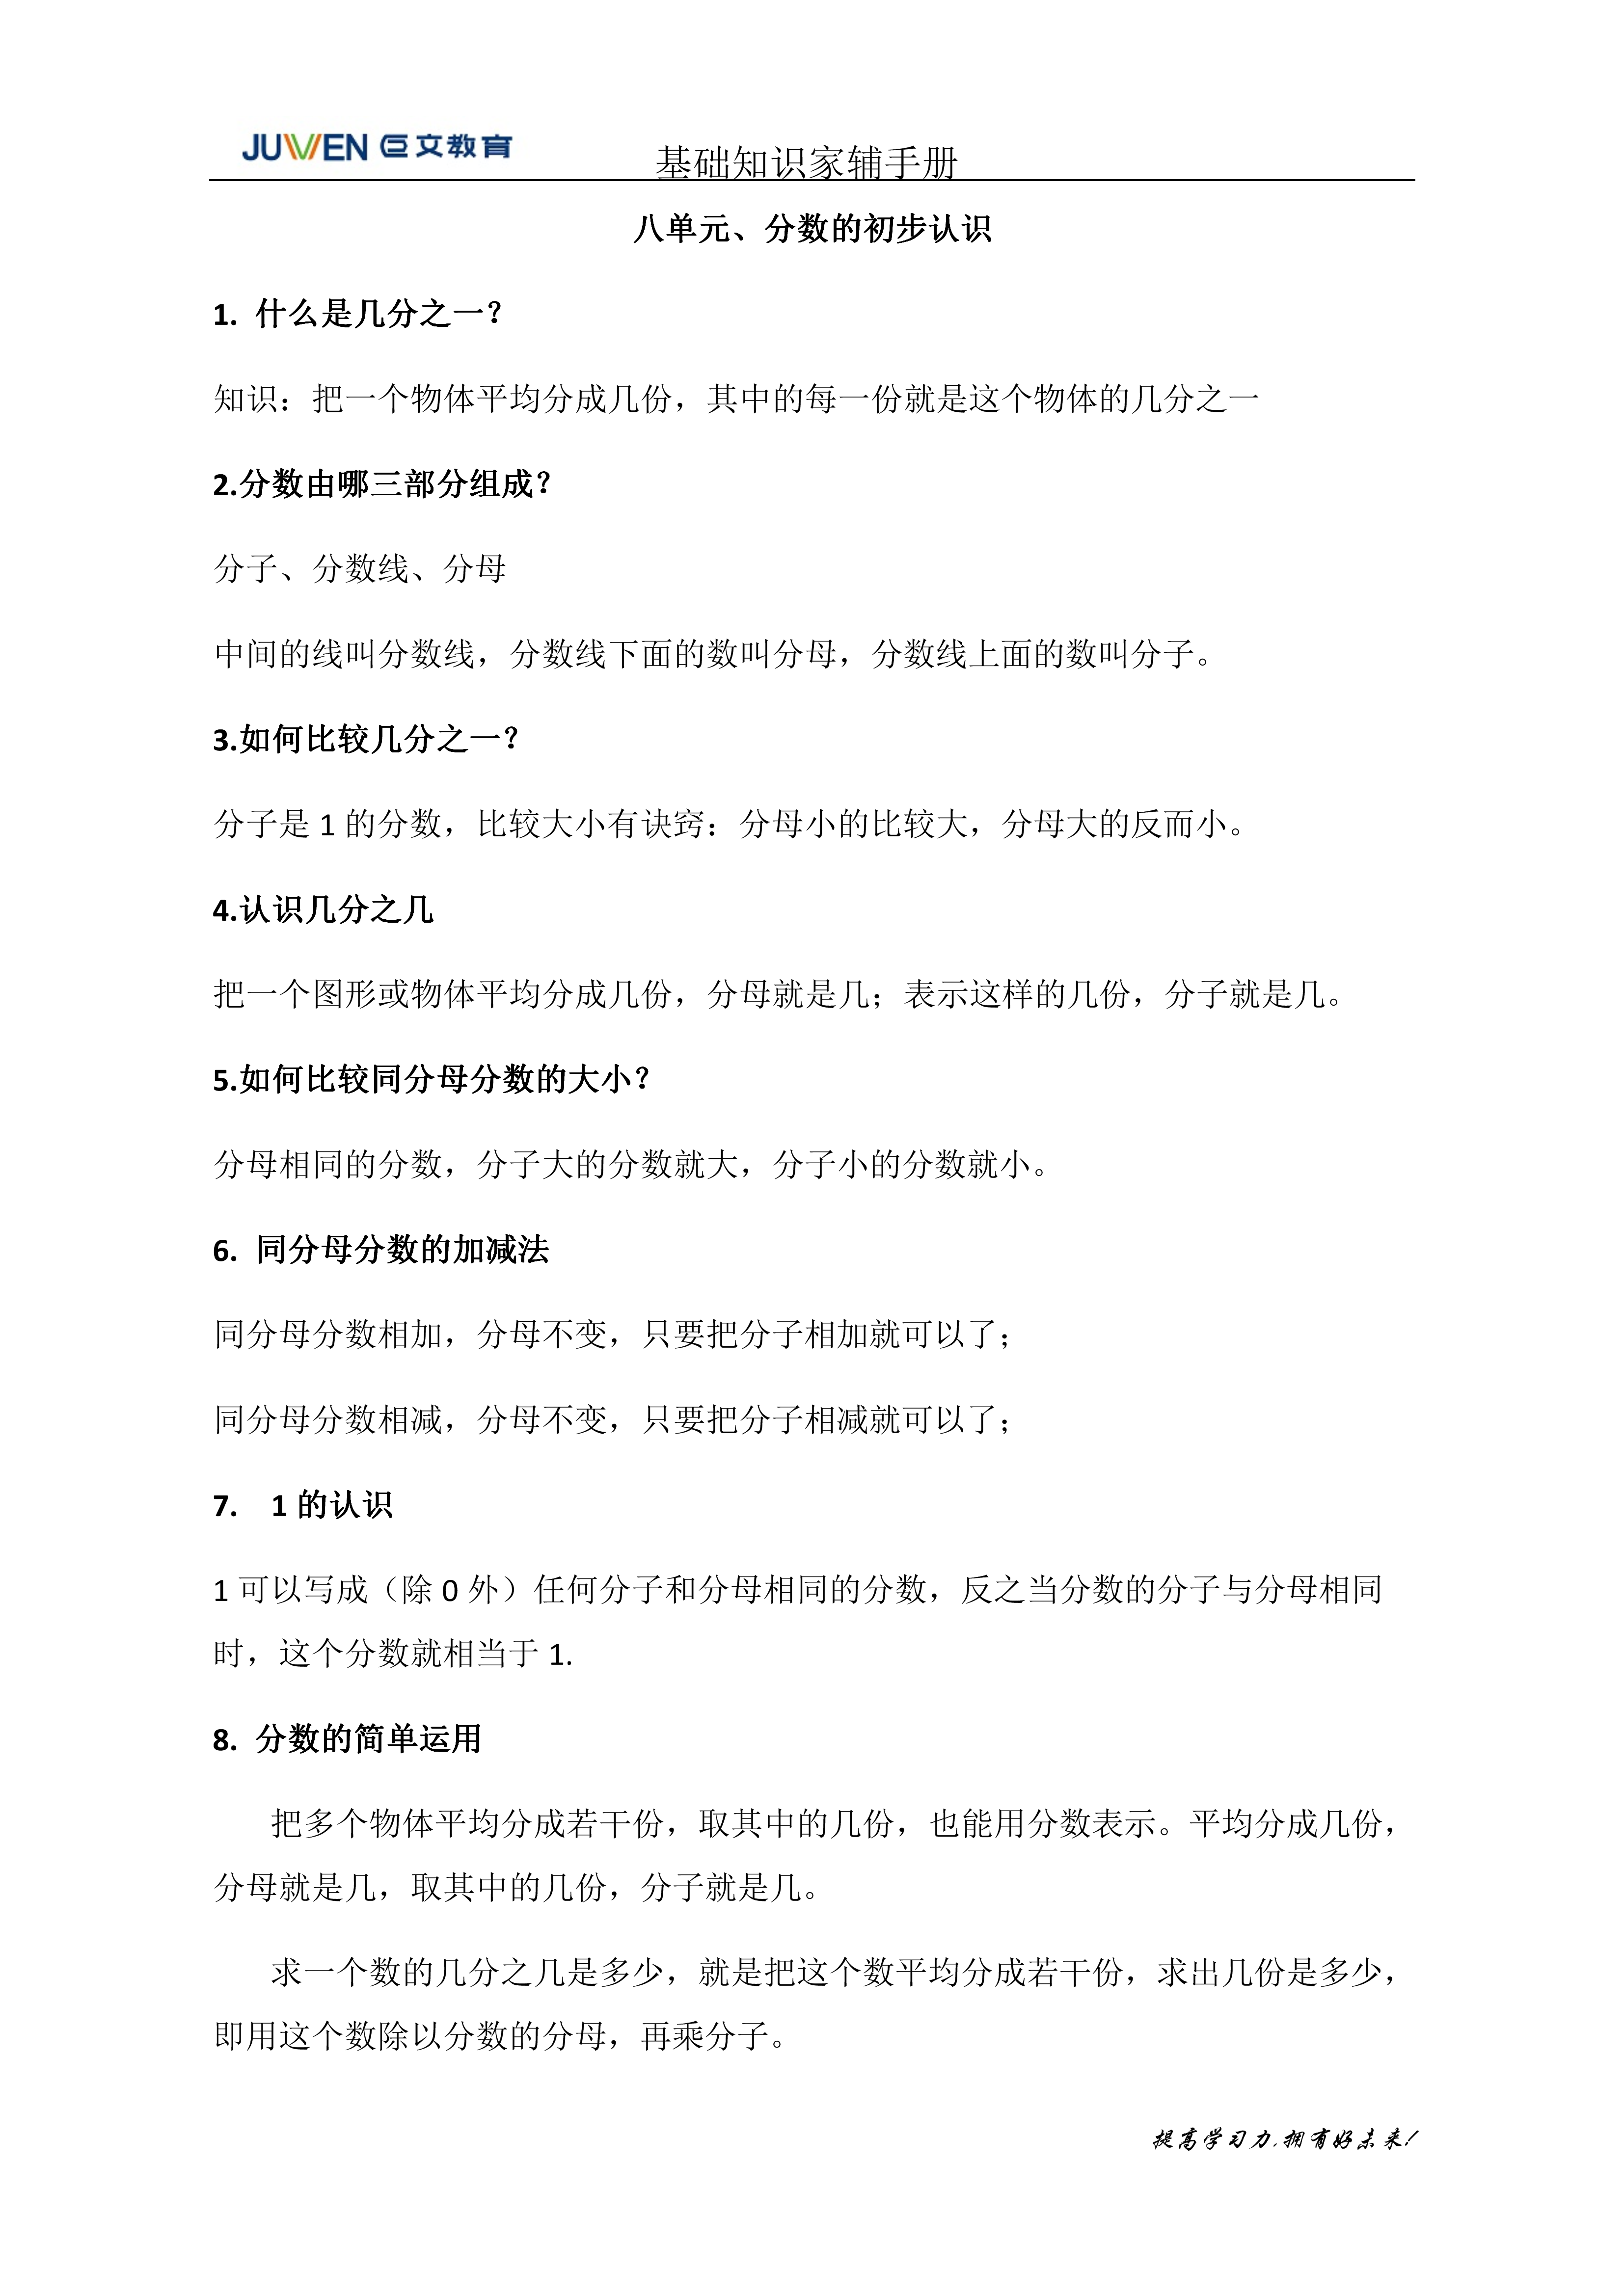 JUWEN 巨文教育
基础知识家辅手册
八单元、分数的初步认识
1. 什么是几分之一？
知识：把一个物体平均分成几份，其中的每一份就是这个物体的几分之一
2.分数由哪三部分组成？
分子、分数线、分母
中间的线叫分数线，分数线下面的数叫分母，分数线上面的数叫分子。
3.如何比较几分之一？
分子是 1 的分数，比较大小有诀窍：分母小的比较大，分母大的反而小。
4.认识几分之几
把一个图形或物体平均分成几份，分母就是几；表示这样的几份，分子就是几。
5.如何比较同分母分数的大小？
分母相同的分数，分子大的分数就大，分子小的分数就小。
6. 同分母分数的加减法
同分母分数相加，分母不变，只要把分子相加就可以了；
同分母分数相减，分母不变，只要把分子相减就可以了；
7. 1 的认识
1 可以写成（除 0 外）任何分子和分母相同的分数，反之当分数的分子与分母相同
时，这个分数就相当于 1.
8. 分数的简单运用
把多个物体平均分成若干份，取其中的几份，也能用分数表示。平均分成几份，
分母就是几，取其中的几份，分子就是几。
求一个数的几分之几是多少，就是把这个数平均分成若干份，求出几份是多少，
即用这个数除以分数的分母，再乘分子。
提高学习力,拥有好未来!